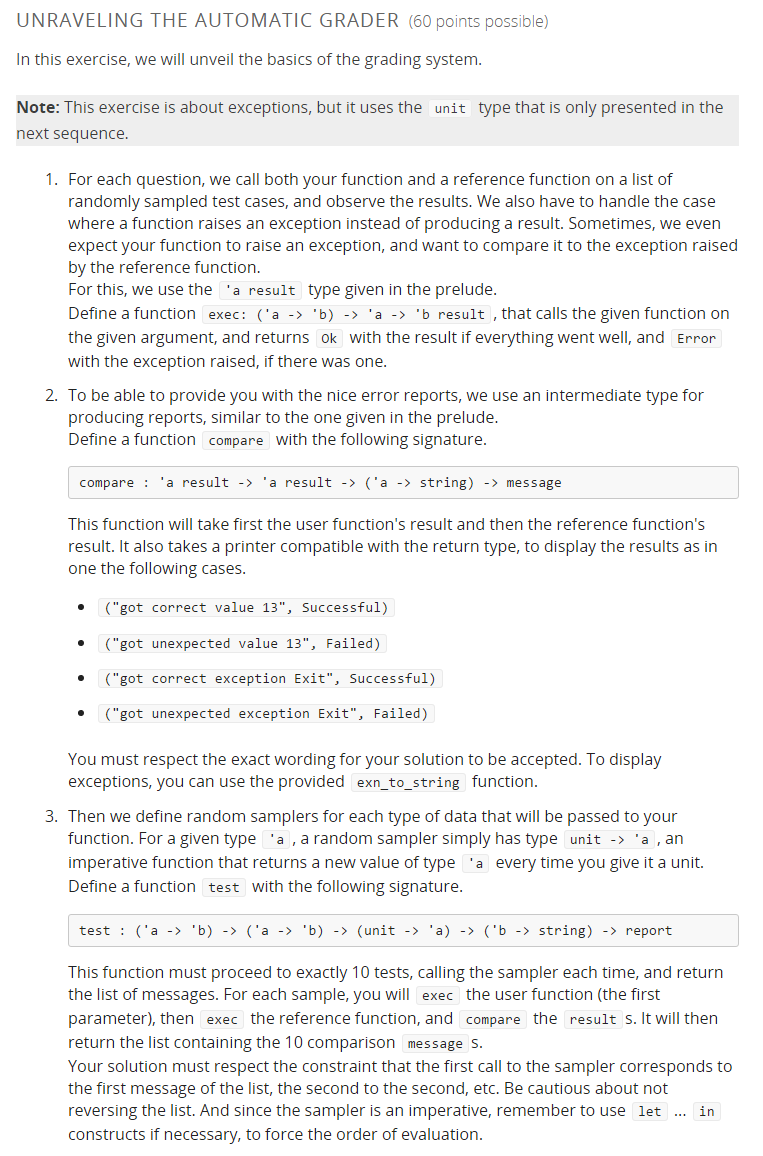 UNRAVELING THE AUTOMATIC GRADER (60 points possible)
In this exercise, we will unveil the basics of the grading system.
Note: This exercise is about exceptions, but it uses the unit type that is only presented in the
next sequence.
1. For each question, we call both your function and a reference function on a list of
randomly sampled test cases, and observe the results. We also have to handle the case
where a function raises an exception instead of producing a result. Sometimes, we even
expect your function to raise an exception, and want to compare it to the exception raised
by the reference function.
For this, we use the 'a result type given in the prelude.
Define a function exec: ('a -> 'b) -> 'a -> 'b result , that calls the given function on
the given argument, and returns Ok with the result if everything went well, and Error
with the exception raised, if there was one.
2. To be able to provide you with the nice error reports, we use an intermediate type for
producing reports, similar to the one given in the prelude.
Define a function compare with the following signature.
compare : 'a result -> 'a result -> ('a -> string) -> message
This function will take first the user function's result and then the reference function's
result. It also takes a printer compatible with the return type, to display the results as in
one the following cases.
• ("got correct value 13", Successful)
• ("got unexpected value 13", Failed)
• ("got correct exception Exit", Successful)
• ("got unexpected exception Exit", Failed)
You must respect the exact wording for your solution to be accepted. To display
exceptions, you can use the provided exn_to_string function.
3. Then we define random samplers for each type of data that will be passed to your
function. For a given type 'a , a random sampler simply has type unit -> 'a , an
imperative function that returns a new value of type 'a every time you give it a unit.
Define a function test with the following signature.
test : ('a -> 'b) -> ('a -> 'b) -> (unit -> 'a) -> ('b -> string) -> report
This function must proceed to exactly 10 tests, calling the sampler each time, and return
the list of messages. For each sample, you will exec the user function (the first
parameter), then exec the reference function, and compare the result s. It will then
return the list containing the 10 comparison message s.
Your solution must respect the constraint that the first call to the sampler corresponds to
the first message of the list, the second to the second, etc. Be cautious about not
reversing the list. And since the sampler is an imperative, remember to use let ... in
constructs if necessary, to force the order of evaluation.